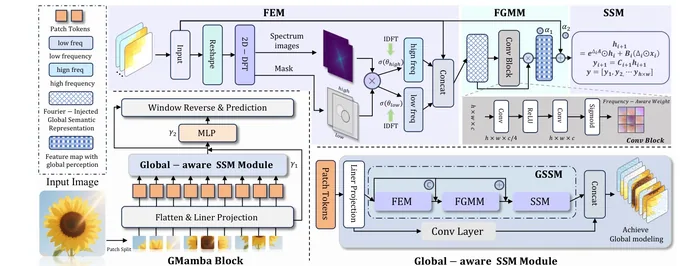 FEM
FGMM
SSM
Patch Tokens
low freq
low frequency
hign freq
high frequency
Fourier – Injected
Global Semantic
Representation
Feature map with
global perception
Input Image
Patch Split
Window Reverse & Prediction
γ2
MLP
Global – aware SSM Module
γ1
Flatten & Liner Projection
GMamba Block
Input
Reshape
2D – DFT
Spectrum
images
Mask
high
low
IDFT
σ(θhigh)
σ(θlow)
IDFT
hign freq
low freq
Concat
Conv Block
α1
α2
hi+1
= eΔiA⊙hi + Bi(Δi⊙xi)
yi+1 = Ci+1hi+1
y = [y1, y2, ⋯ yh×w]
h × w × c
Conv
h × w × c/4
ReLU
Conv
h × w × c
Sigmoid
Frequency – Aware Weight
Conv Block
Patch Tokens
Liner Projection
GSSM
FEM
C
FGMM
C
SSM
Conv Layer
Concat
Achieve
Global modeling
Global – aware SSM Module